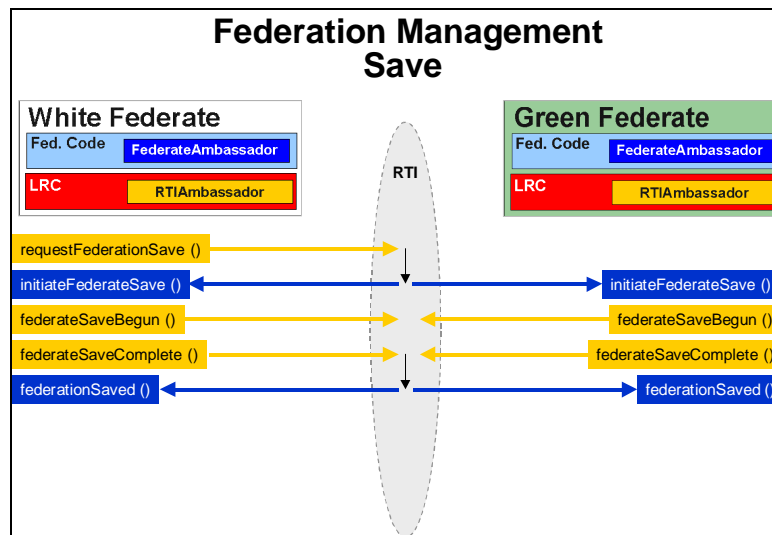 Federation Management
Save
White Federate
Fed. Code
FederateAmbassador
LRC
RTIAmbassador
RTI
Green Federate
Fed. Code
FederateAmbassador
LRC
RTIAmbassador
requestFederationSave ()
initiateFederateSave ()
initiateFederateSave ()
federateSaveBegun ()
federateSaveBegun ()
federateSaveComplete ()
federateSaveComplete ()
federationSaved ()
federationSaved ()